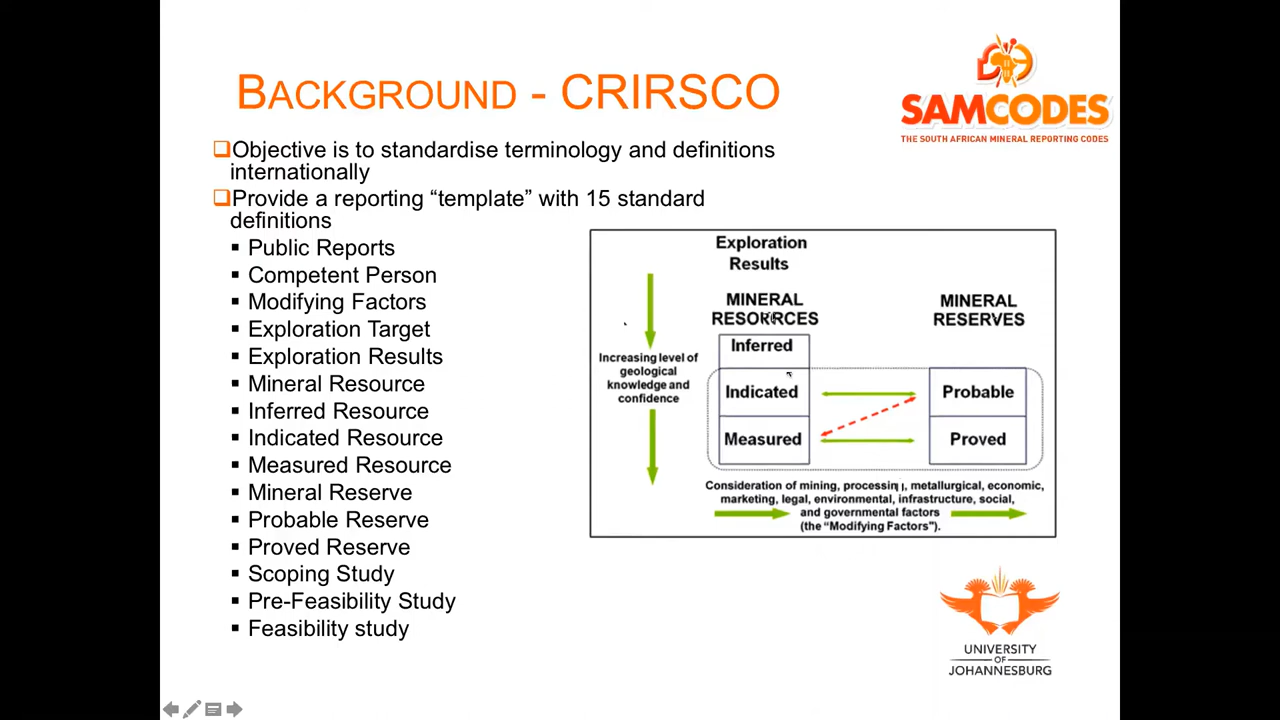 BACKGROUND - CRIRSCO
SAMCODES
THE SOUTH AFRICAN MINERAL REPORTING CODES
❑Objective is to standardise terminology and definitions
internationally
❑Provide a reporting “template” with 15 standard
definitions
▪ Public Reports
▪ Competent Person
▪ Modifying Factors
▪ Exploration Target
▪ Exploration Results
▪ Mineral Resource
▪ Inferred Resource
▪ Indicated Resource
▪ Measured Resource
▪ Mineral Reserve
▪ Probable Reserve
▪ Proved Reserve
▪ Scoping Study
▪ Pre-Feasibility Study
▪ Feasibility study
Exploration
Results
MINERAL
RESOURCES
MINERAL
RESERVES
Inferred
Increasing level of
geological
knowledge and
confidence
Indicated
Probable
Measured
Proved
Consideration of mining, processing, metallurgical, economic,
marketing, legal, environmental, infrastructure, social,
and governmental factors
(the “Modifying Factors”).
UNIVERSITY
OF
JOHANNESBURG